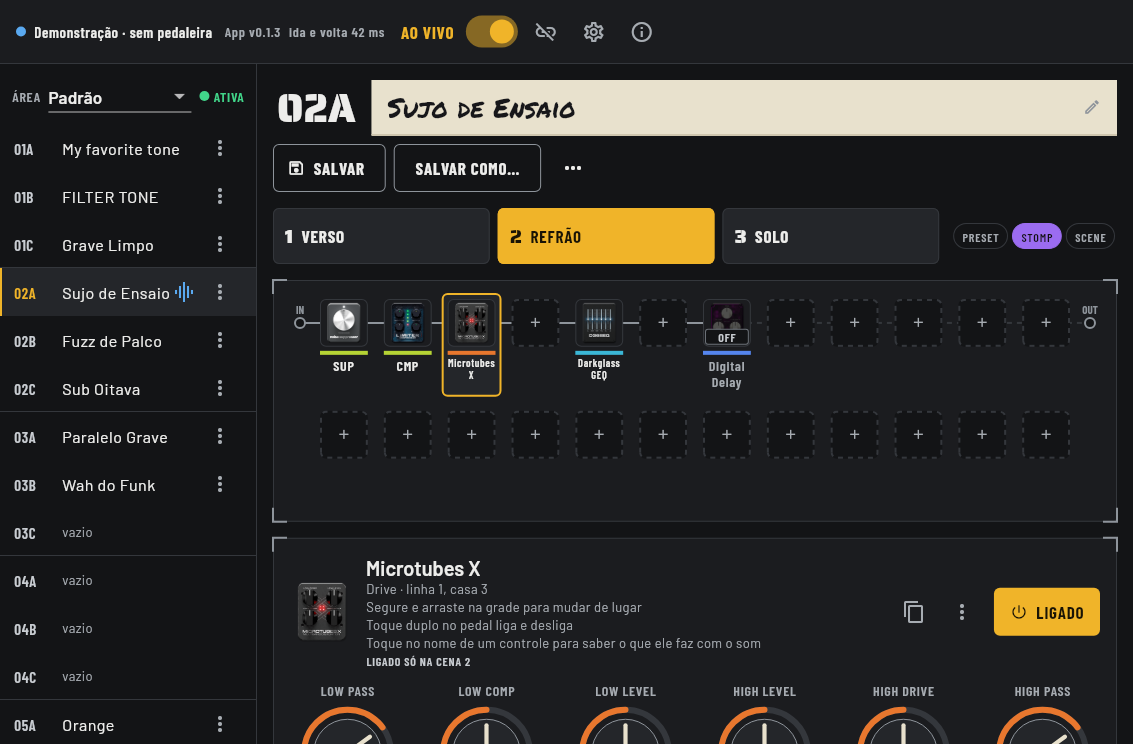 Demonstração · sem pedaleira App v0.1.3 Ida e volta 42 ms AO VIVO
ÁREA Padrão ATIVA
01A My favorite tone
01B FILTER TONE
01C Grave Limpo
02A Sujo de Ensaio
02B Fuzz de Palco
02C Sub Oitava
03A Paralelo Grave
03B Wah do Funk
03C vazio
04A vazio
04B vazio
04C vazio
05A Orange
02A Sujo de Ensaio
SALVAR SALVAR COMO... ...
1 VERSO 2 REFRÃO 3 SOLO PRESET STOMP SCENE
IN OUT
OFF
SUP CMP Microtubes X Darkglass GEQ Digital Delay
Microtubes X
Drive · linha 1, casa 3
Segure e arraste na grade para mudar de lugar
Toque duplo no pedal liga e desliga
Toque no nome de um controle para saber o que ele faz com o som
LIGADO SÓ NA CENA 2
LIGADO
LOW PASS LOW COMP LOW LEVEL HIGH LEVEL HIGH DRIVE HIGH PASS